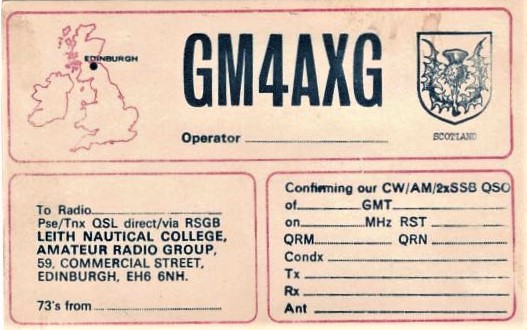 EDINBURGH
GM4AXG
Operator
SCOTLAND
To Radio
Pse/Tnx QSL direct/via RSGB
LEITH NAUTICAL COLLEGE,
AMATEUR RADIO GROUP,
59, COMMERCIAL STREET,
EDINBURGH, EH6 6NH.
73's from
Confirming our CW/AM/2xSSB QSO
of GMT
on MHz RST
QRM QRN
Condx
Tx
Rx
Ant